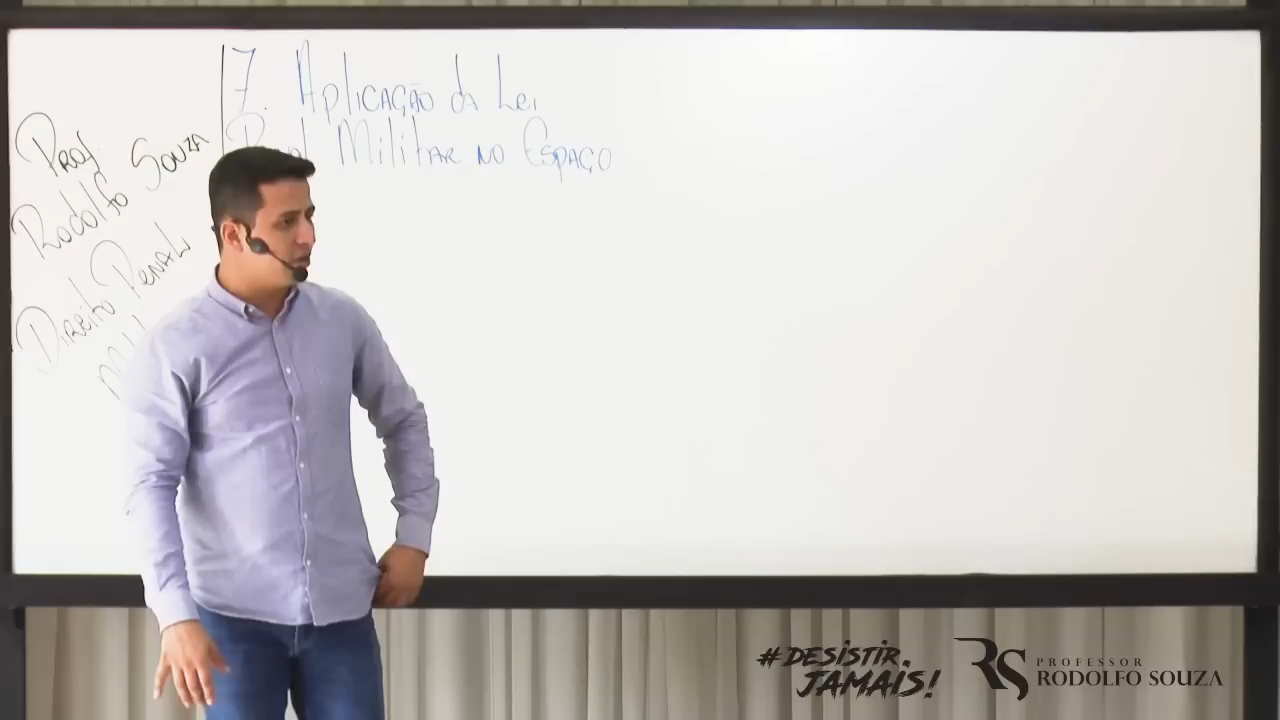 Prof.
Rodolfo Souza
Direito Penal
7. Aplicação da Lei
Militar no Espaço
#DESISTIR
JAMAIS!
RS
PROFESSOR
RODOLFO SOUZA